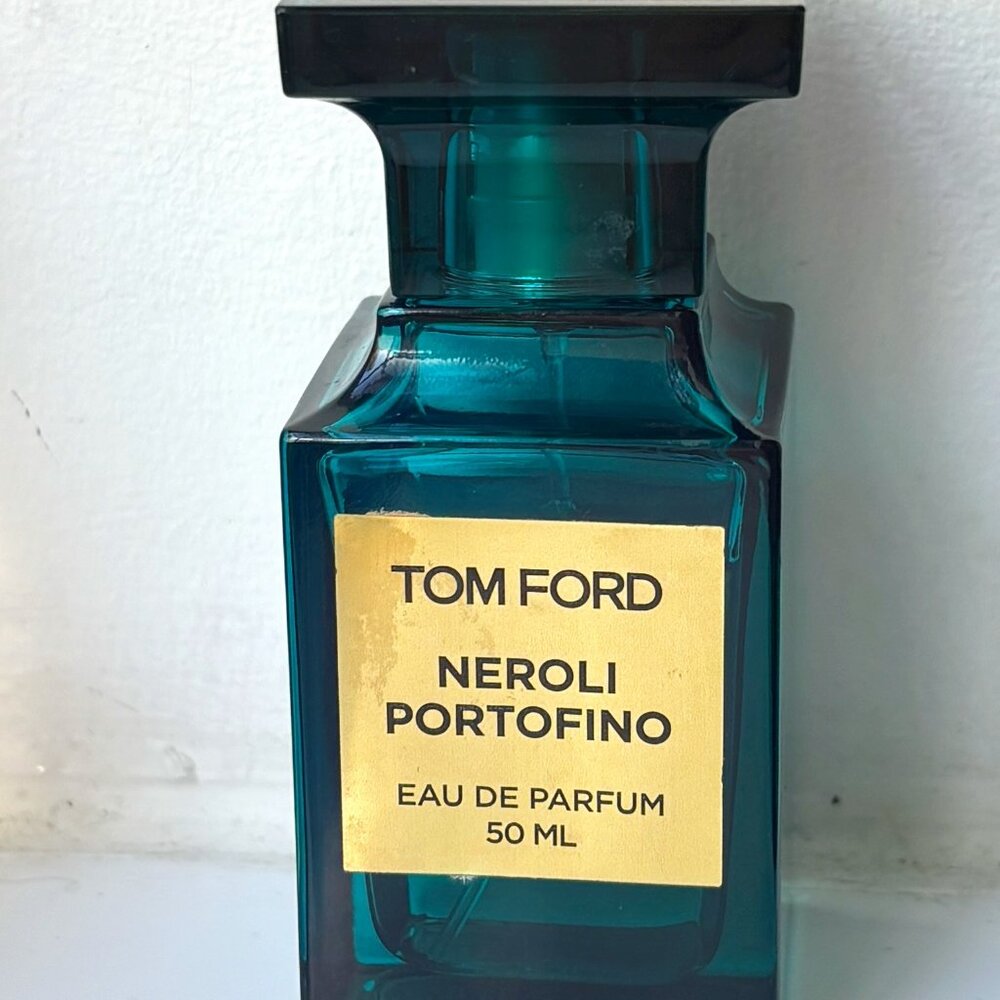 TOM FORD
NEROLI
PORTOFINO
EAU DE PARFUM
50 ML